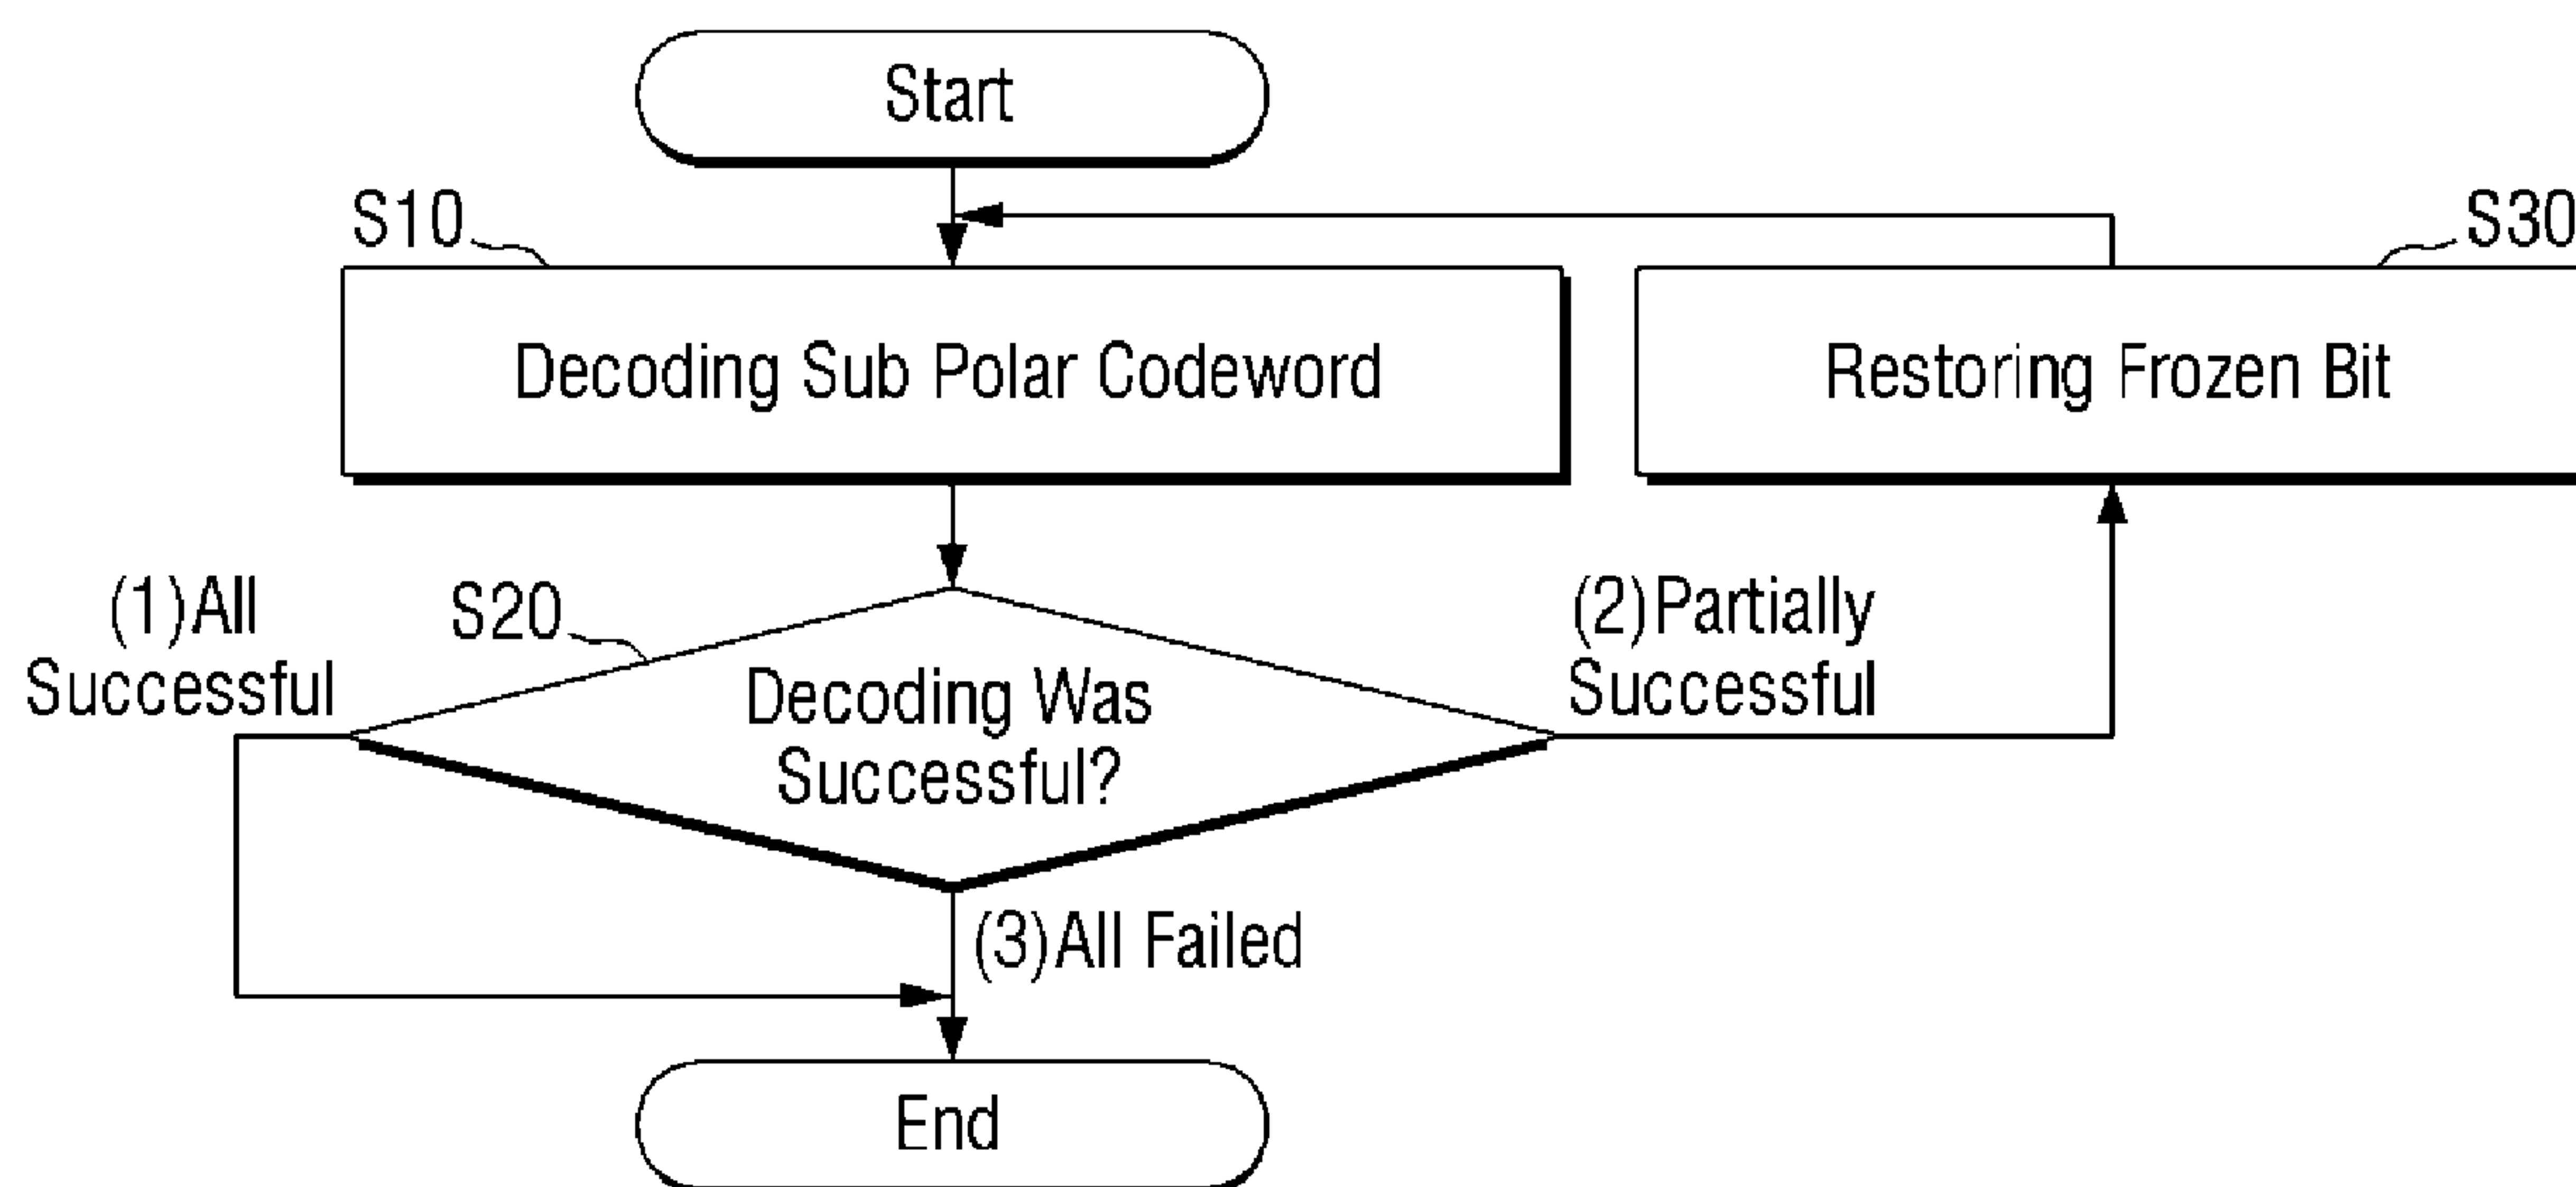 Start
S10
S30
Decoding Sub Polar Codeword
Restoring Frozen Bit
(1)All
Successful
S20
Decoding Was
Successful?
(2)Partially
Successful
(3)All Failed
End